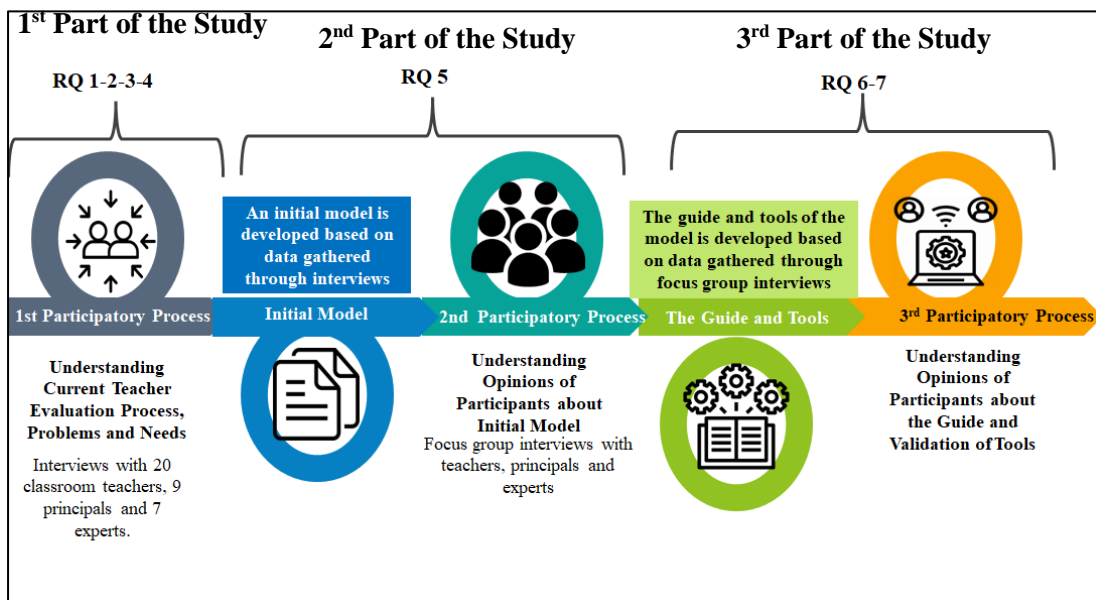 1st Part of the Study
2nd Part of the Study
3rd Part of the Study
RQ 1-2-3-4
RQ 5
RQ 6-7
An initial model is
developed based on
data gathered
through interviews
The guide and tools of the
model is developed based
on data gathered through
focus group interviews
1st Participatory Process
Initial Model
2nd Participatory Process
The Guide and Tools
3rd Participatory Process
Understanding
Current Teacher
Evaluation Process,
Problems and Needs
Interviews with 20
classroom teachers, 9
principals and 7
experts.
Understanding
Opinions of
Participants about
Initial Model
Focus group interviews with
teachers, principals and
experts
Understanding
Opinions of
Participants about
the Guide and
Validation of Tools